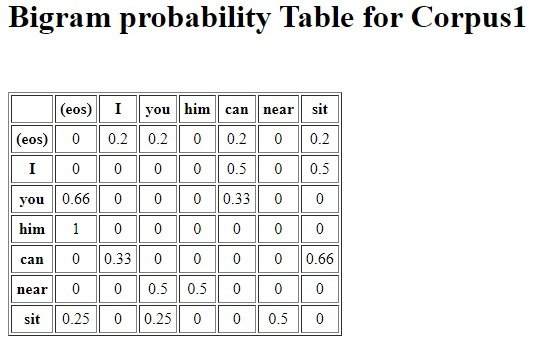 Bigram probability Table for Corpus1
(eos) I you him can near sit
(eos) 0 0.2 0.2 0 0.2 0 0.2
I 0 0 0 0 0.5 0 0.5
you 0.66 0 0 0 0.33 0 0
him 1 0 0 0 0 0 0
can 0 0.33 0 0 0 0 0.66
near 0 0 0.5 0.5 0 0 0
sit 0.25 0 0.25 0 0 0.5 0